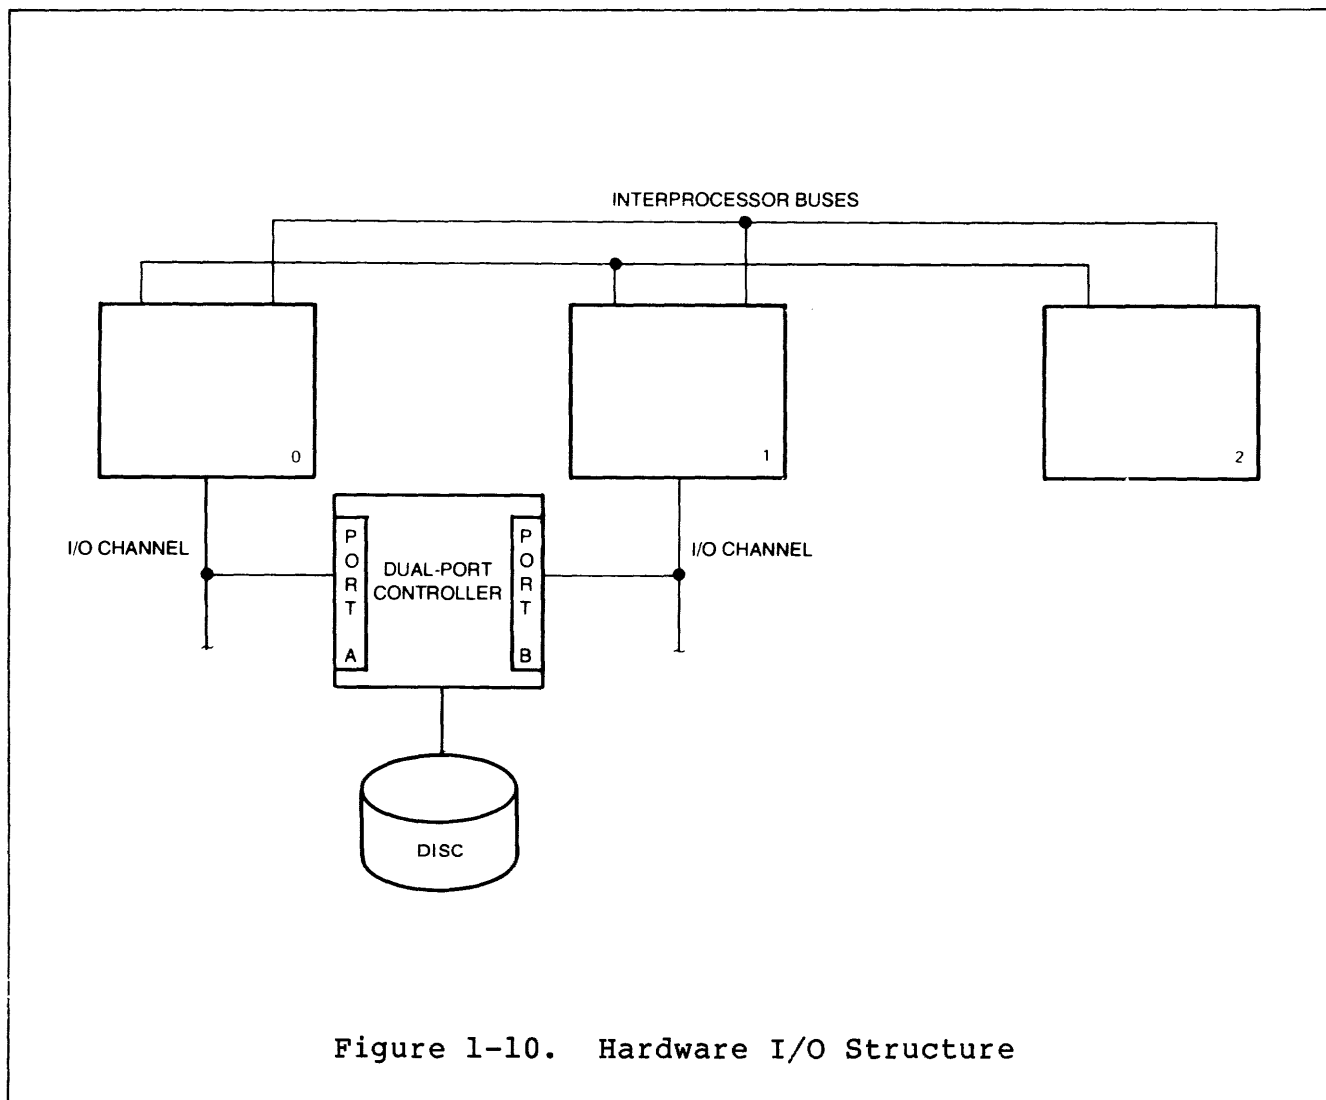 INTERPROCESSOR BUSES
0
1
2
I/O CHANNEL
PORT A
DUAL-PORT
CONTROLLER
PORT B
I/O CHANNEL
DISC
Figure 1-10. Hardware I/O Structure